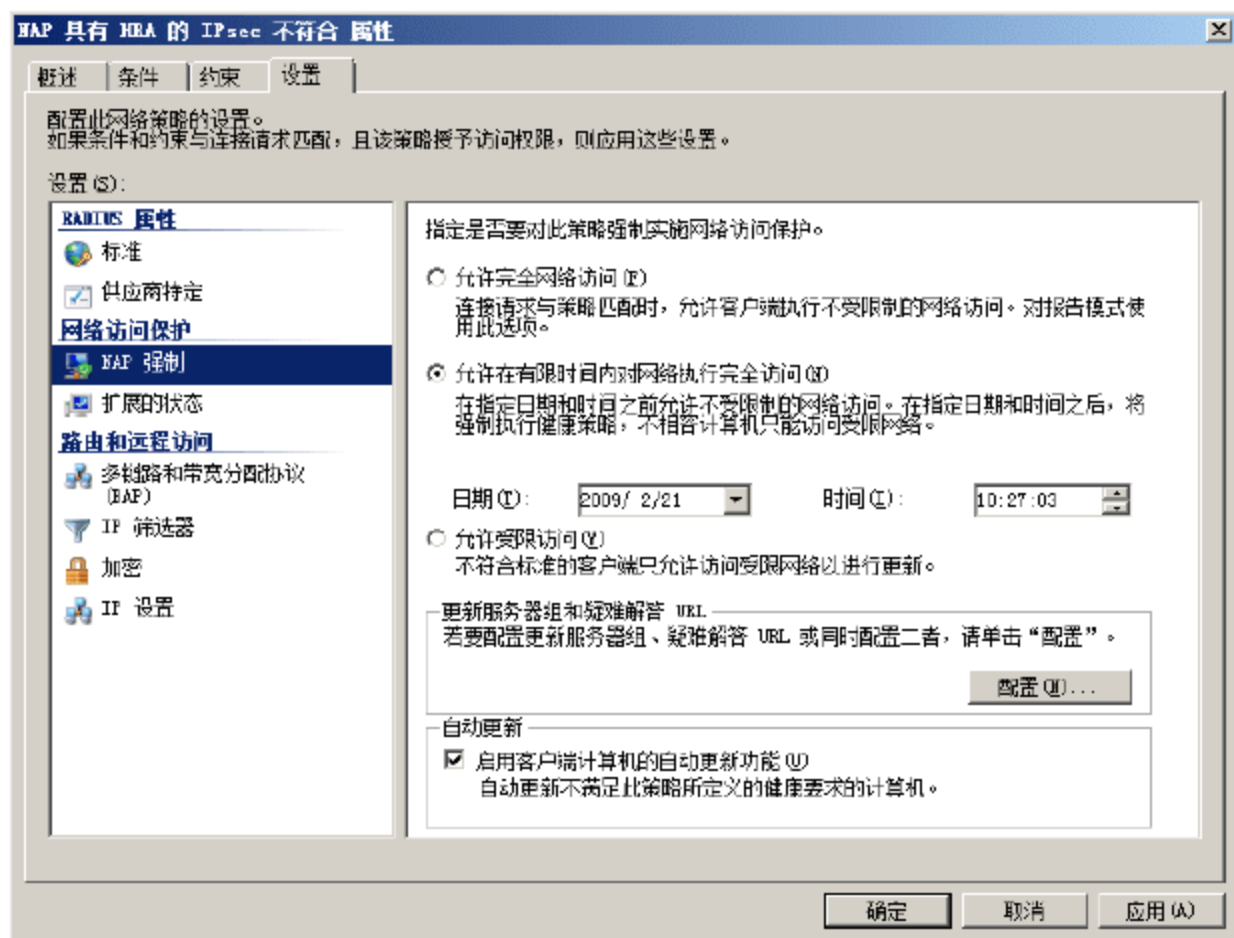 NAP 具有 HRA 的 IPsec 不符合 属性
概述 条件 约束 设置
配置此网络策略的设置。
如果条件和约束与连接请求匹配，且该策略授予访问权限，则应用这些设置。
设置(S):
RADIUS 属性
标准
供应商特定
网络访问保护
NAP 强制
扩展的状态
路由和远程访问
多链路和带宽分配协议
(BAP)
IP 筛选器
加密
IP 设置
指定是否要对此策略强制实施网络访问保护。
允许完全网络访问(F)
连接请求与策略匹配时，允许客户端执行不受限制的网络访问。对报告模式使
用此选项。
允许在有限时间内对网络执行完全访问(N)
在指定日期和时间之前允许不受限制的网络访问。在指定日期和时间之后，将
强制执行健康策略，不相容计算机只能访问受限网络。
日期(T): 2009/ 2/21 时间(I): 10:27:03
允许受限访问(W)
不符合标准的客户端只允许访问受限网络以进行更新。
更新服务器组和疑难解答 URL
若要配置更新服务器组、疑难解答 URL 或同时配置二者，请单击“配置”。
配置...
自动更新
启用客户端计算机的自动更新功能(U)
自动更新不满足此策略所定义的健康要求的计算机。
确定 取消 应用(A)